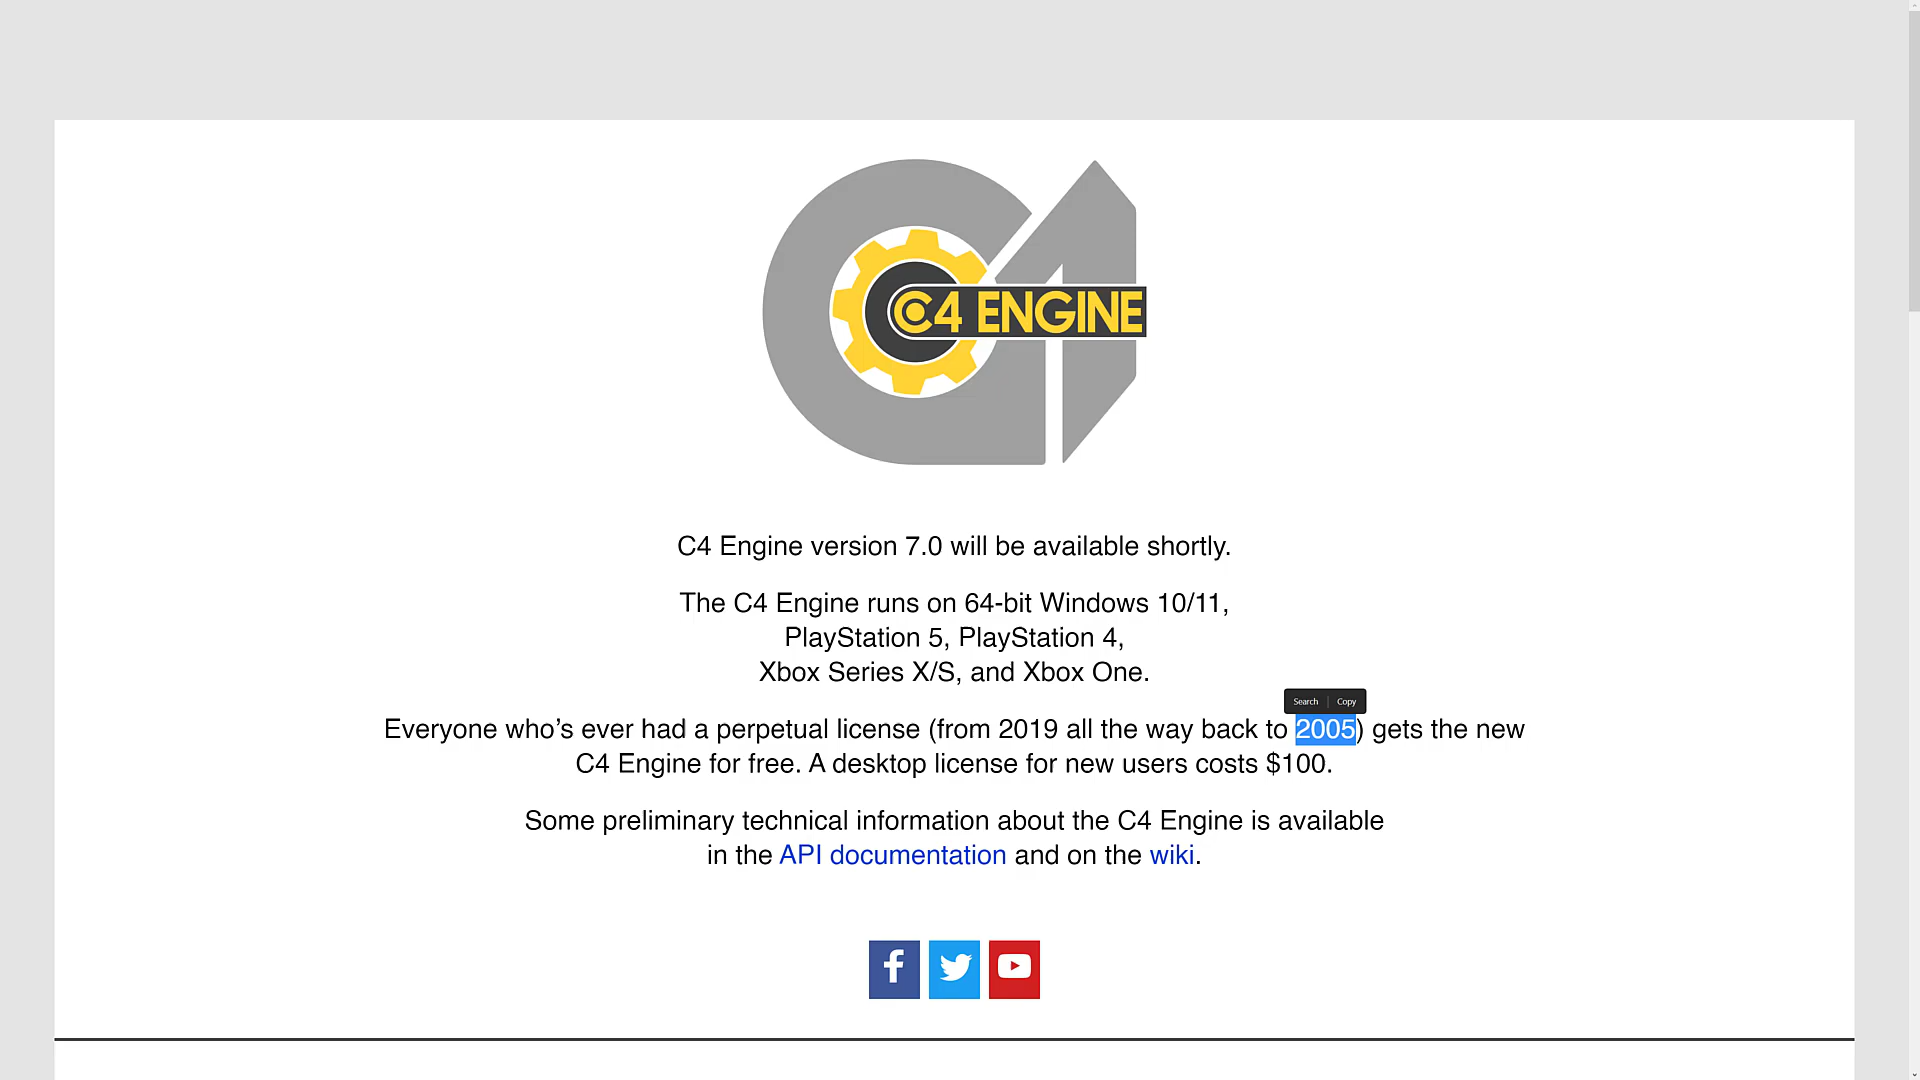 C4 ENGINE
C4 Engine version 7.0 will be available shortly.
The C4 Engine runs on 64-bit Windows 10/11,
PlayStation 5, PlayStation 4,
Xbox Series X/S, and Xbox One.
Search Copy
Everyone who’s ever had a perpetual license (from 2019 all the way back to 2005) gets the new
C4 Engine for free. A desktop license for new users costs $100.
Some preliminary technical information about the C4 Engine is available
in the API documentation and on the wiki.